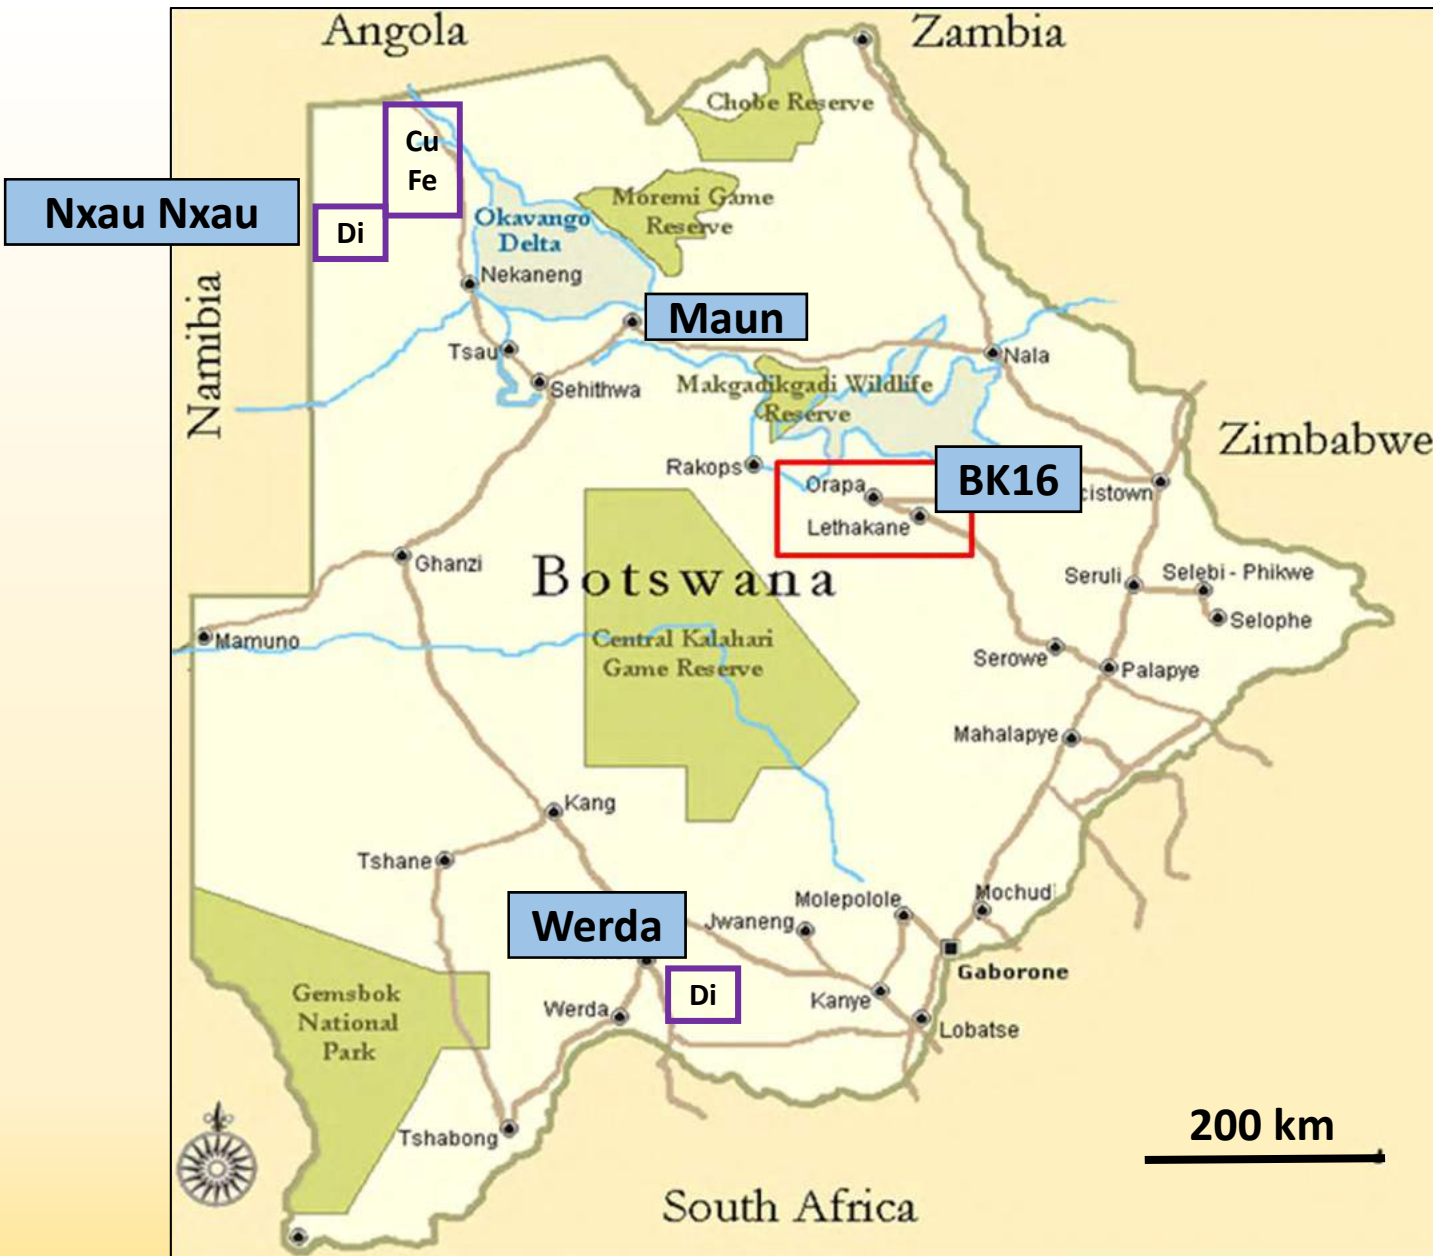 Angola
Zambia
Chobe Reserve
Cu
Fe
Nxau Nxau
Di
Moremi Game
Reserve
Okavango
Delta
Nekaneng
Namibia
Maun
Tsau
Nala
Sehithwa
Makgadikgadi Wildlife
Reserve
Zimbabwe
Rakops
Orapa
BK16
cistown
Lethakane
Ghanzi
Botswana
Seruli
Selebi - Phikwe
Selophe
Mamuno
Central Kalahari
Game Reserve
Serowe
Palapye
Mahalapye
Kang
Tshane
Molepolole
Mochudi
Werda
Jwaneng
Gaborone
Di
Kanye
Gemsbok
National
Park
Werda
Lobatse
200 km
Tshabong
South Africa